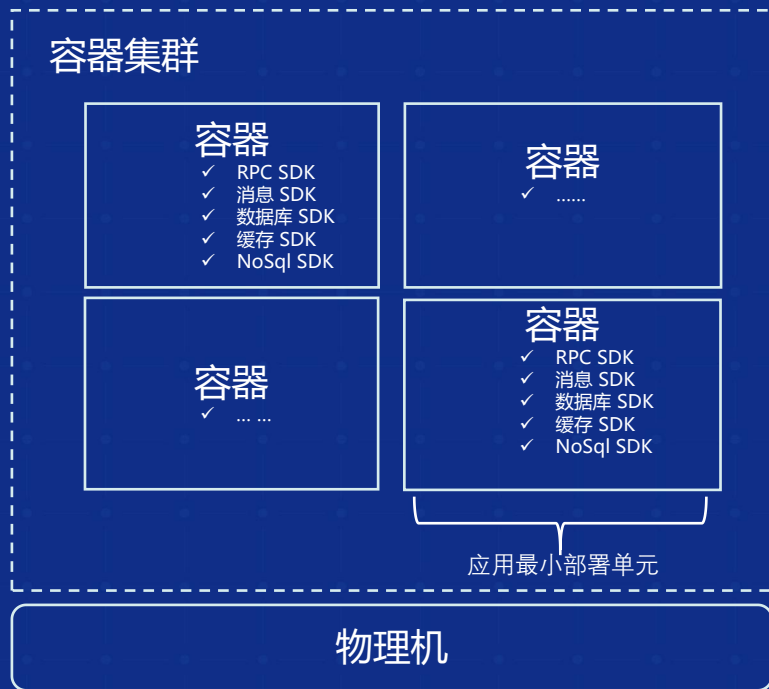 容器集群
容器
✓ RPC SDK
✓ 消息 SDK
✓ 数据库 SDK
✓ 缓存 SDK
✓ NoSql SDK
容器
✓ ......
容器
✓ ... ...
容器
✓ RPC SDK
✓ 消息 SDK
✓ 数据库 SDK
✓ 缓存 SDK
✓ NoSql SDK
应用最小部署单元
物理机